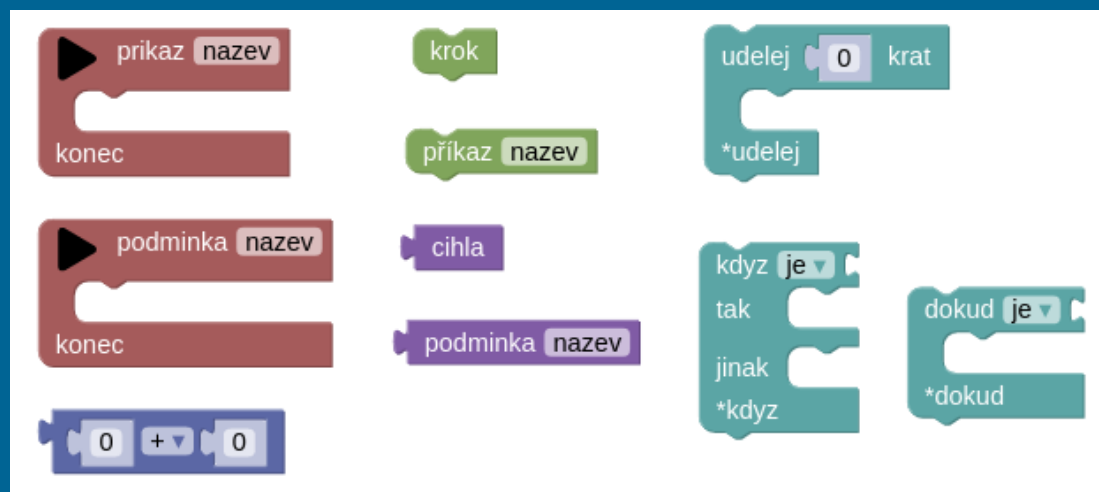 prikaz nazev
konec
podminka nazev
konec
0 + 0
krok
příkaz nazev
cihla
podminka nazev
udelej 0 krat
*udelej
kdyz je
tak
jinak
*kdyz
dokud je
*dokud